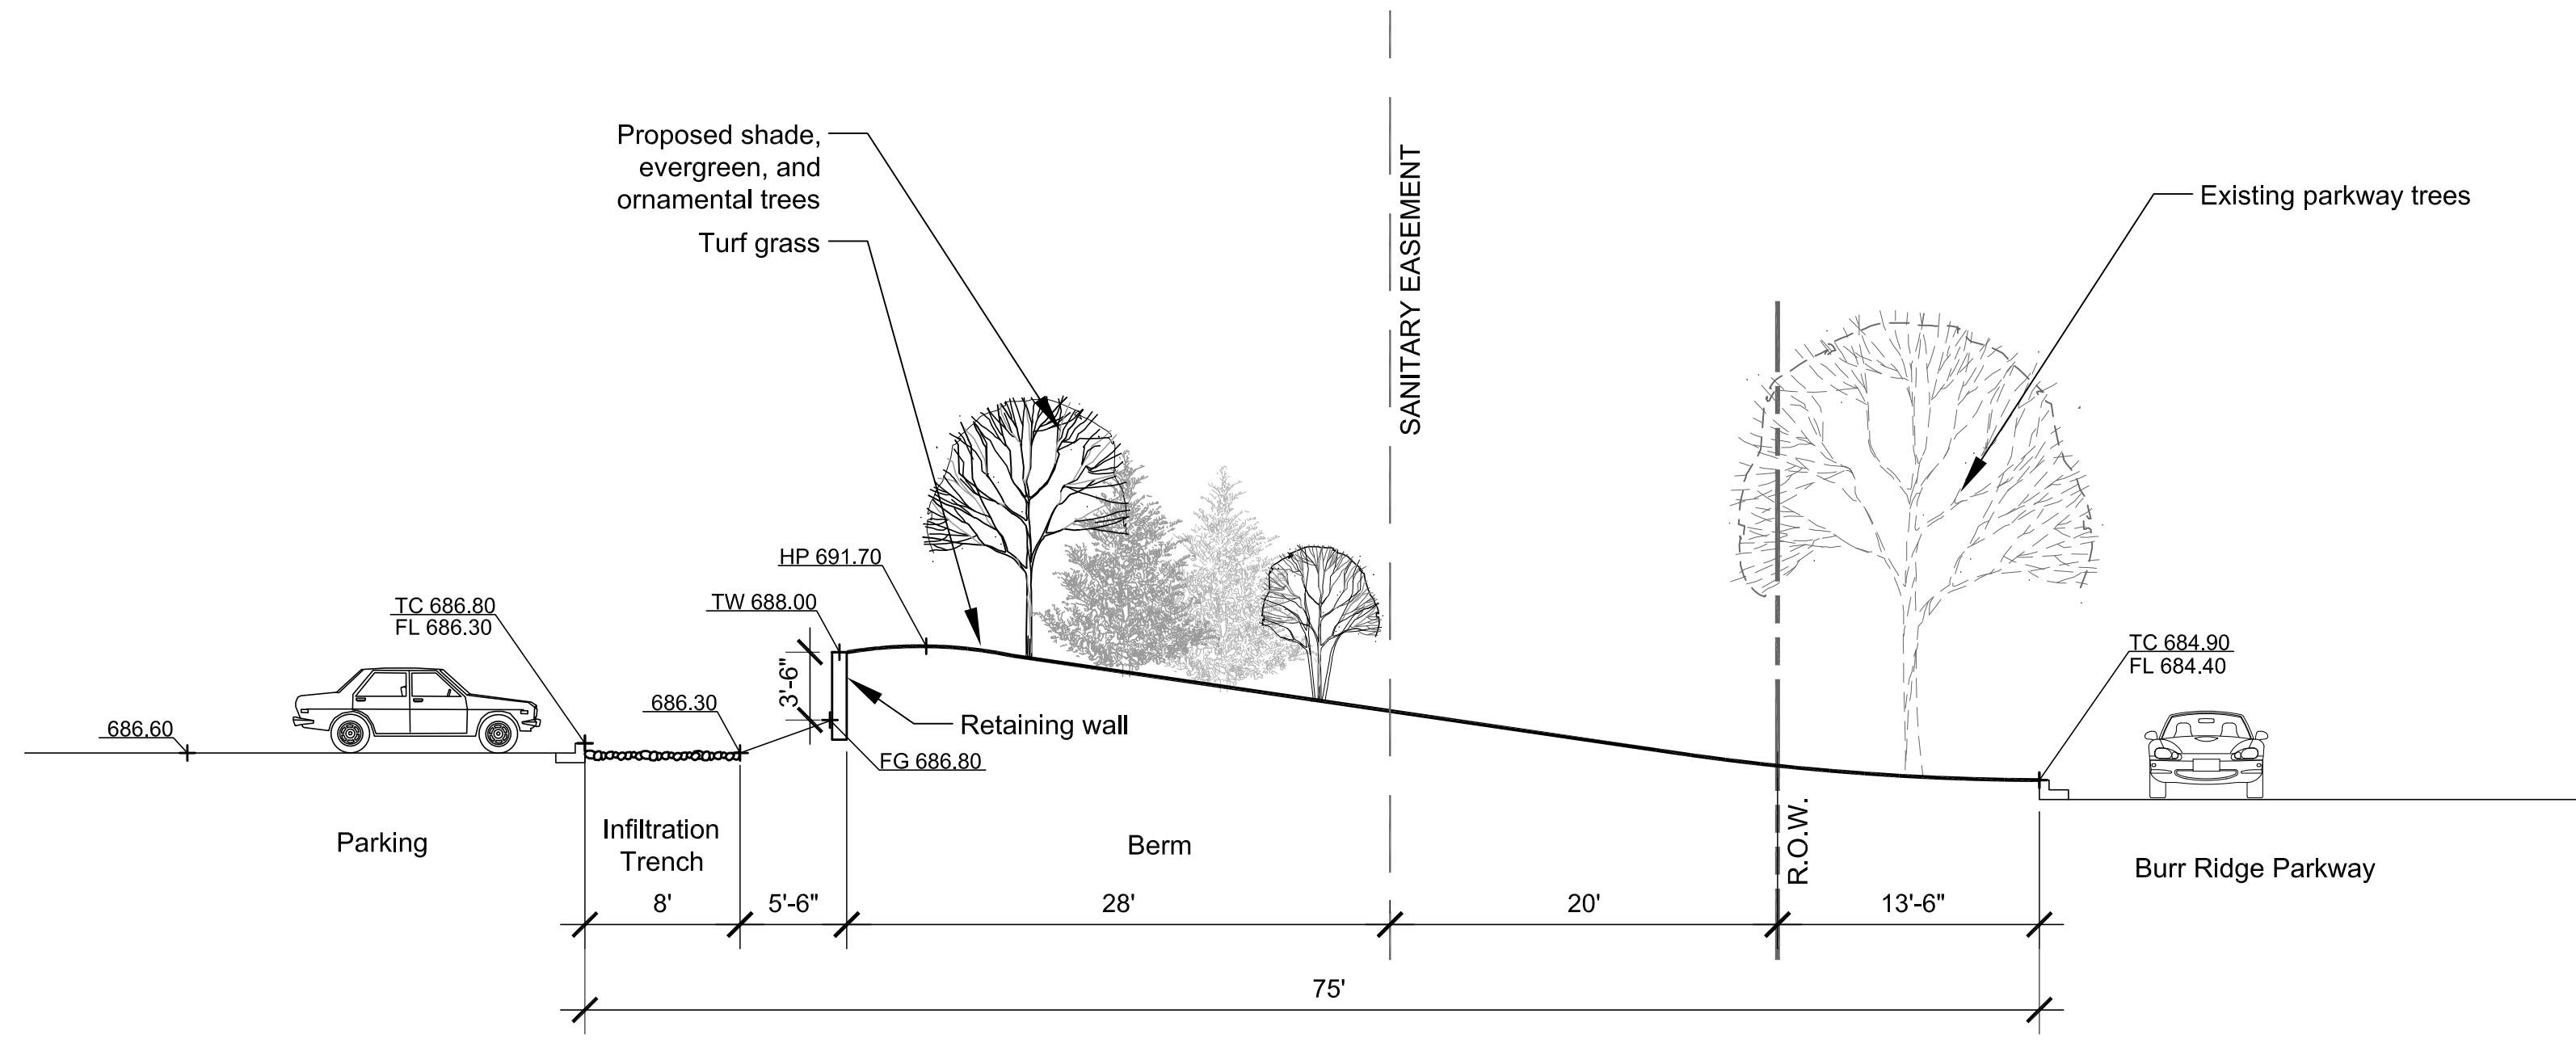 Proposed shade,
evergreen, and
ornamental trees
Turf grass
SANITARY EASEMENT
Existing parkway trees
HP 691.70
TW 688.00
TC 686.80
FL 686.30
3'-6"
686.30
686.60
Retaining wall
FG 686.80
TC 684.90
FL 684.40
Parking
Infiltration
Trench
Berm
R.O.W.
Burr Ridge Parkway
8'
5'-6"
28'
20'
13'-6"
75'